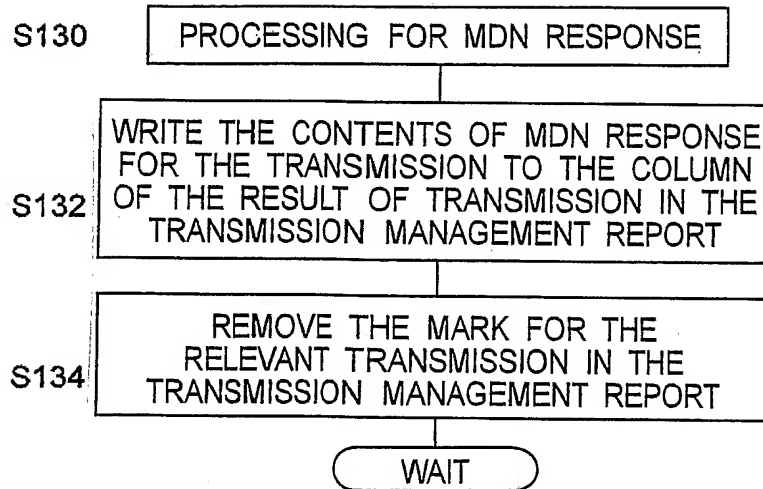 S130
PROCESSING FOR MDN RESPONSE
S132
WRITE THE CONTENTS OF MDN RESPONSE
FOR THE TRANSMISSION TO THE COLUMN
OF THE RESULT OF TRANSMISSION IN THE
TRANSMISSION MANAGEMENT REPORT
S134
REMOVE THE MARK FOR THE
RELEVANT TRANSMISSION IN THE
TRANSMISSION MANAGEMENT REPORT
WAIT